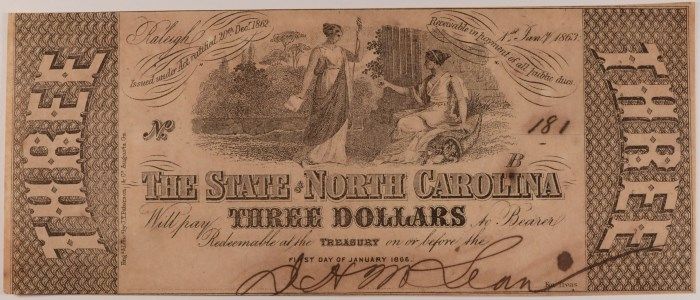 Raleigh
Issued under Act ratified 20th Decr. 1862
Receivable in payment of all public dues.
1st Jany. 1863.
THREE
THREE
No
181
B
THE STATE OF NORTH CAROLINA
Will pay THREE DOLLARS to Bearer
Redeemable at the TREASURY on or before the
FIRST DAY OF JANUARY 1866.